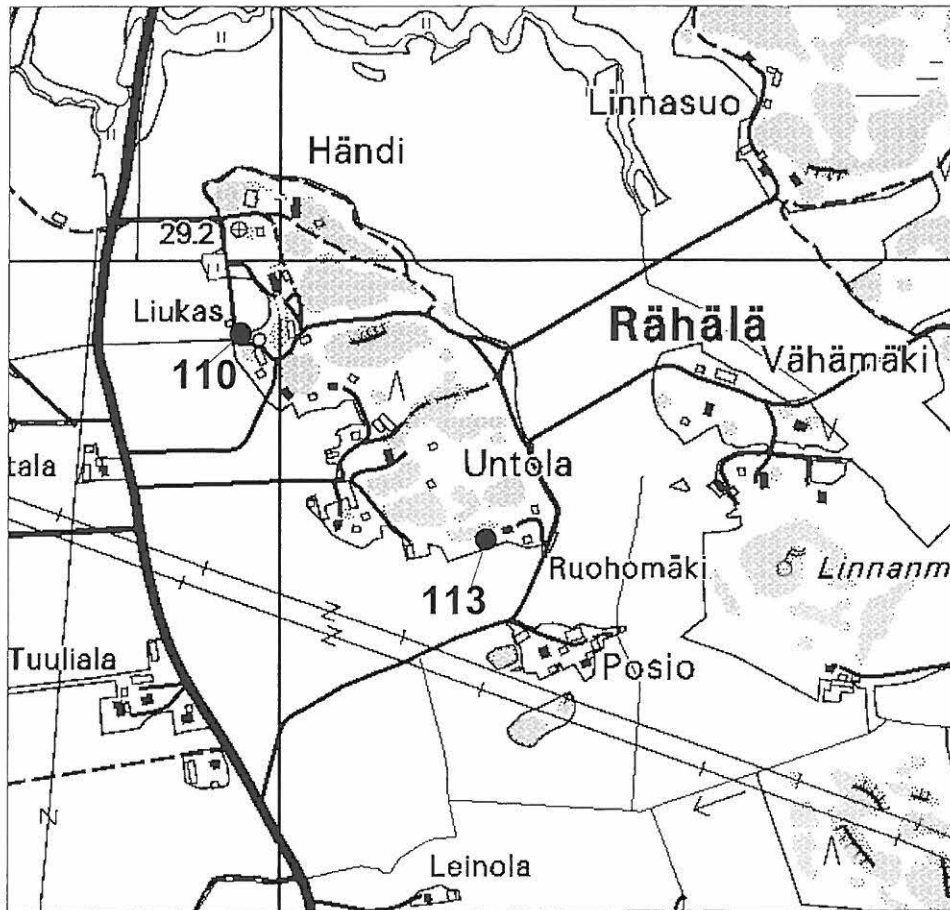 Linnasuo
Händi
29.2
Liukas
Rähälä
Vähämäki
110
tala
Untola
Ruohomäki
Linnanm
113
Tuuliala
Posio
Leinola